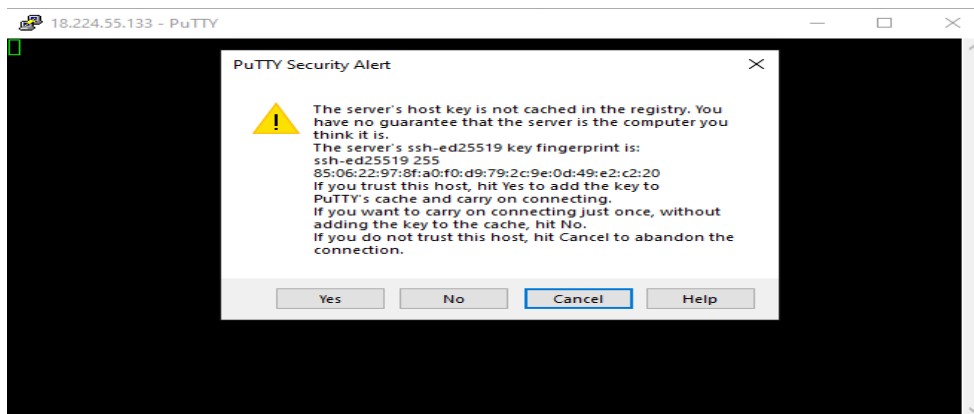 18.224.55.133 - PuTTY
PuTTY Security Alert
The server's host key is not cached in the registry. You
have no guarantee that the server is the computer you
think it is.
The server's ssh-ed25519 key fingerprint is:
ssh-ed25519 255
85:06:22:97:8f:a0:f0:d9:79:2c:9e:0d:49:e2:c2:20
If you trust this host, hit Yes to add the key to
PuTTY's cache and carry on connecting.
If you want to carry on connecting just once, without
adding the key to the cache, hit No.
If you do not trust this host, hit Cancel to abandon the
connection.
Yes No Cancel Help